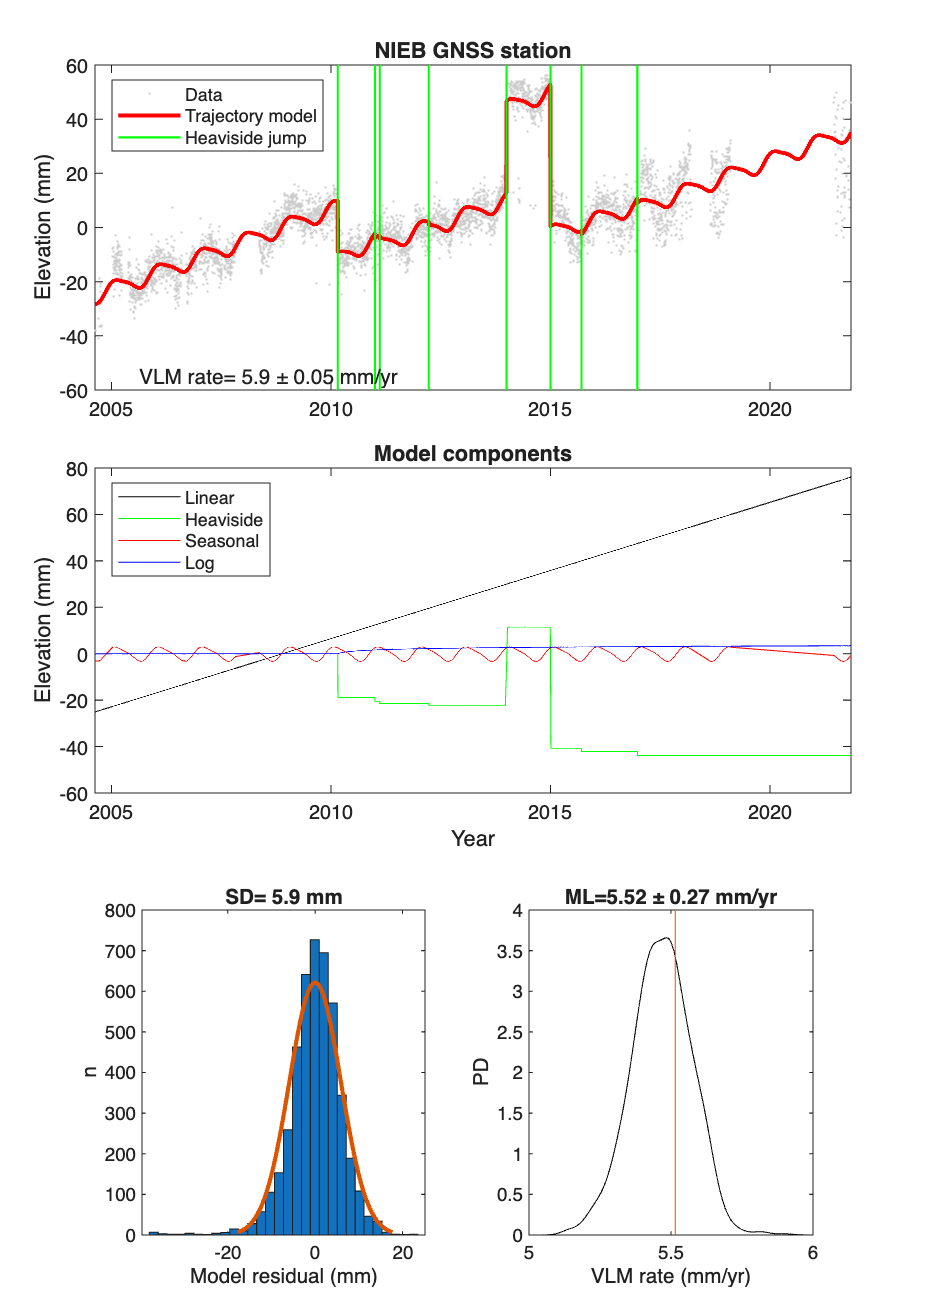 NIEB GNSS station
60
40
20
0
-20
-40
-60
Elevation (mm)
Data
Trajectory model
Heaviside jump
VLM rate= 5.9 ± 0.05 mm/yr
2005
2010
2015
2020
Model components
80
60
40
20
0
-20
-40
-60
Elevation (mm)
Linear
Heaviside
Seasonal
Log
2005
2010
2015
2020
Year
SD= 5.9 mm
800
700
600
500
400
300
200
100
0
n
-20
0
20
Model residual (mm)
ML=5.52 ± 0.27 mm/yr
4
3.5
3
2.5
2
1.5
1
0.5
0
PD
5
5.5
6
VLM rate (mm/yr)